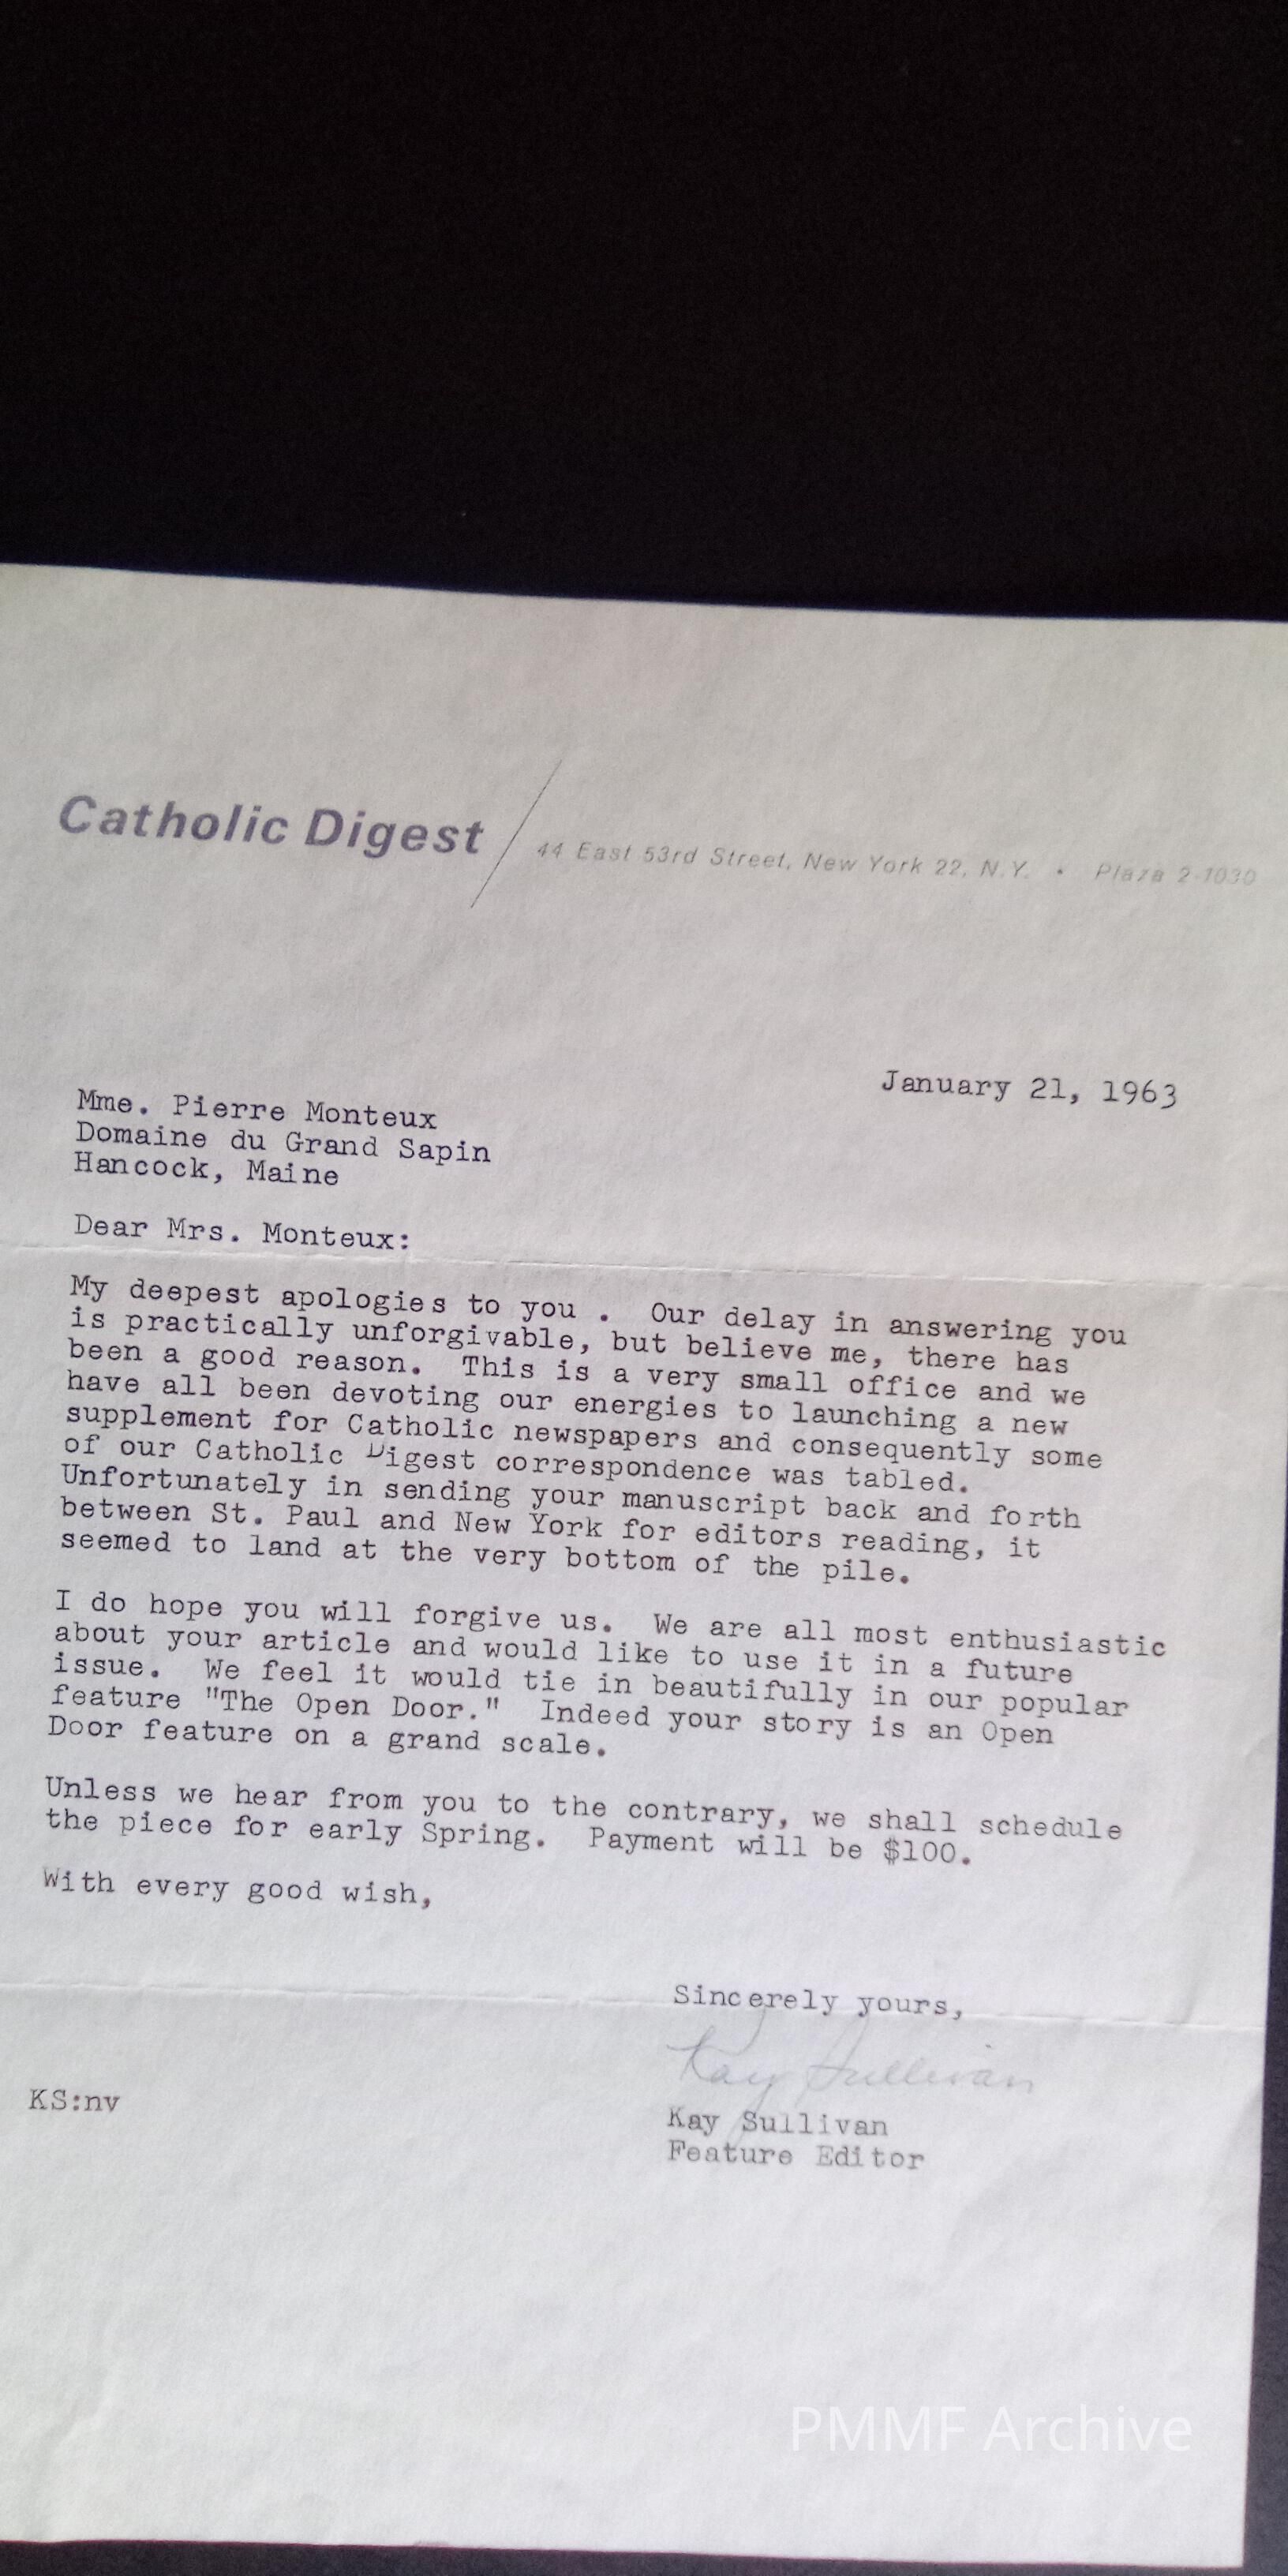 Catholic Digest
44 East 53rd Street, New York 22, N.Y. • Plaza 2-1030
January 21, 1963
Mme. Pierre Monteux
Domaine du Grand Sapin
Hancock, Maine
Dear Mrs. Monteux:
My deepest apologies to you . Our delay in answering you
is practically unforgivable, but believe me, there has
been a good reason. This is a very small office and we
have all been devoting our energies to launching a new
supplement for Catholic newspapers and consequently some
of our Catholic Digest correspondence was tabled.
Unfortunately in sending your manuscript back and forth
between St. Paul and New York for editors reading, it
seemed to land at the very bottom of the pile.
I do hope you will forgive us. We are all most enthusiastic
about your article and would like to use it in a future
issue. We feel it would tie in beautifully in our popular
feature "The Open Door." Indeed your story is an Open
Door feature on a grand scale.
Unless we hear from you to the contrary, we shall schedule
the piece for early Spring. Payment will be $100.
With every good wish,
Sincerely yours,
Kay Sullivan
KS:nv
Kay Sullivan
Feature Editor
PMMF Archive